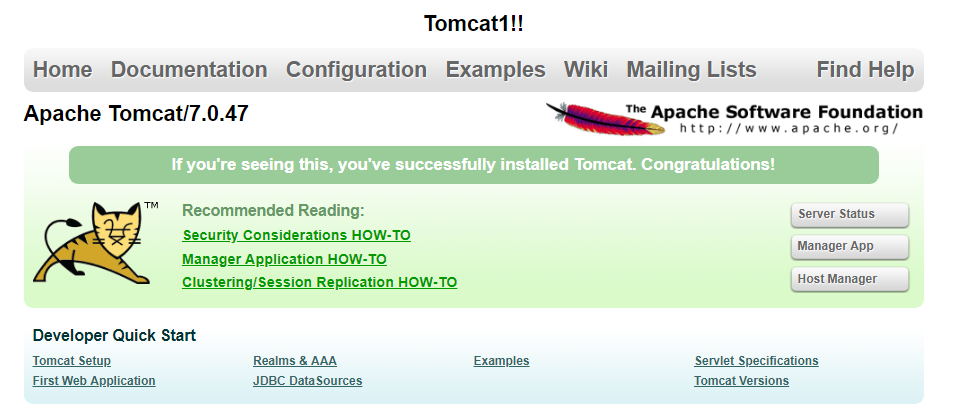 Tomcat1!!
Home Documentation Configuration Examples Wiki Mailing Lists Find Help
Apache Tomcat/7.0.47
The Apache Software Foundation
http://www.apache.org/
If you're seeing this, you've successfully installed Tomcat. Congratulations!
TM
Recommended Reading:
Security Considerations HOW-TO
Manager Application HOW-TO
Clustering/Session Replication HOW-TO
Server Status
Manager App
Host Manager
Developer Quick Start
Tomcat Setup Realms & AAA Examples Servlet Specifications
First Web Application JDBC DataSources Tomcat Versions